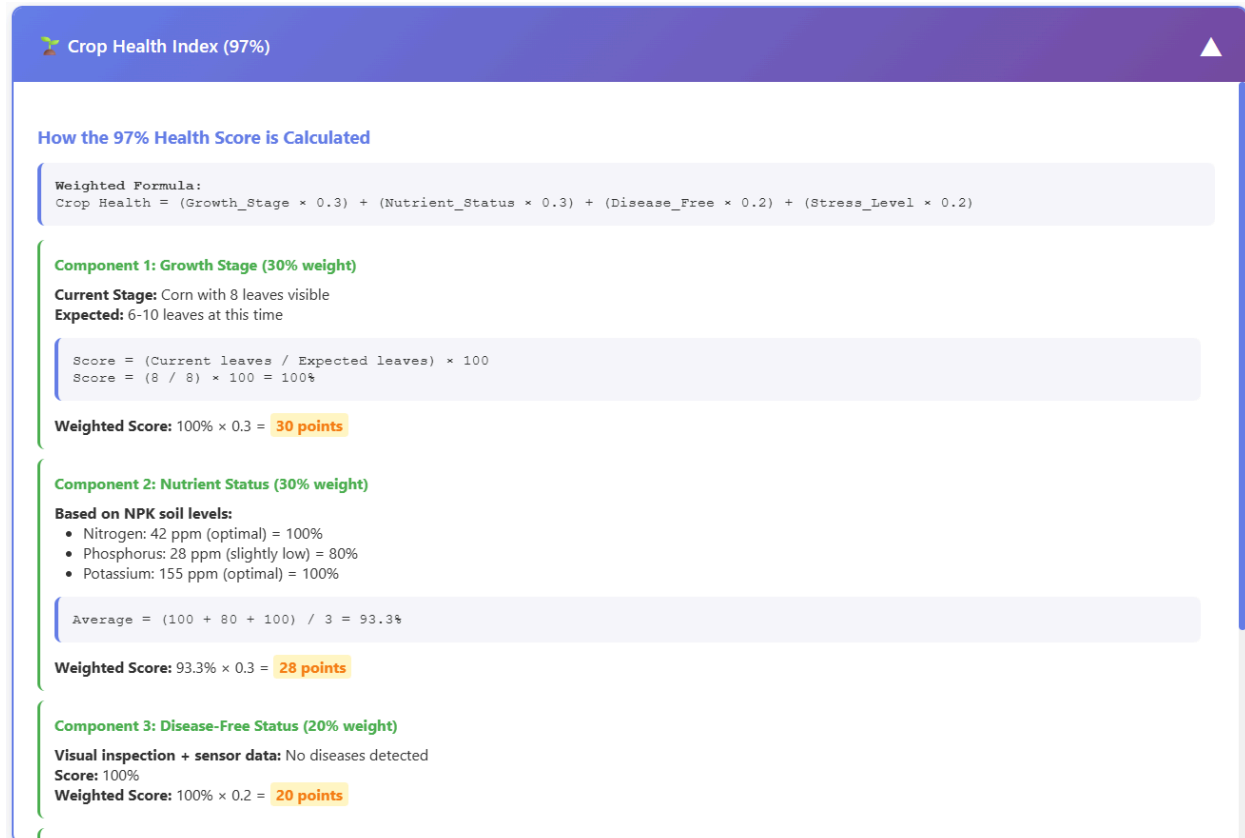 Crop Health Index (97%)
How the 97% Health Score is Calculated
Weighted Formula:
Crop Health = (Growth_Stage × 0.3) + (Nutrient_Status × 0.3) + (Disease_Free × 0.2) + (Stress_Level × 0.2)
Component 1: Growth Stage (30% weight)
Current Stage: Corn with 8 leaves visible
Expected: 6-10 leaves at this time
Score = (Current leaves / Expected leaves) × 100
Score = (8 / 8) × 100 = 100%
Weighted Score: 100% × 0.3 = 30 points
Component 2: Nutrient Status (30% weight)
Based on NPK soil levels:
• Nitrogen: 42 ppm (optimal) = 100%
• Phosphorus: 28 ppm (slightly low) = 80%
• Potassium: 155 ppm (optimal) = 100%
Average = (100 + 80 + 100) / 3 = 93.3%
Weighted Score: 93.3% × 0.3 = 28 points
Component 3: Disease-Free Status (20% weight)
Visual inspection + sensor data: No diseases detected
Score: 100%
Weighted Score: 100% × 0.2 = 20 points